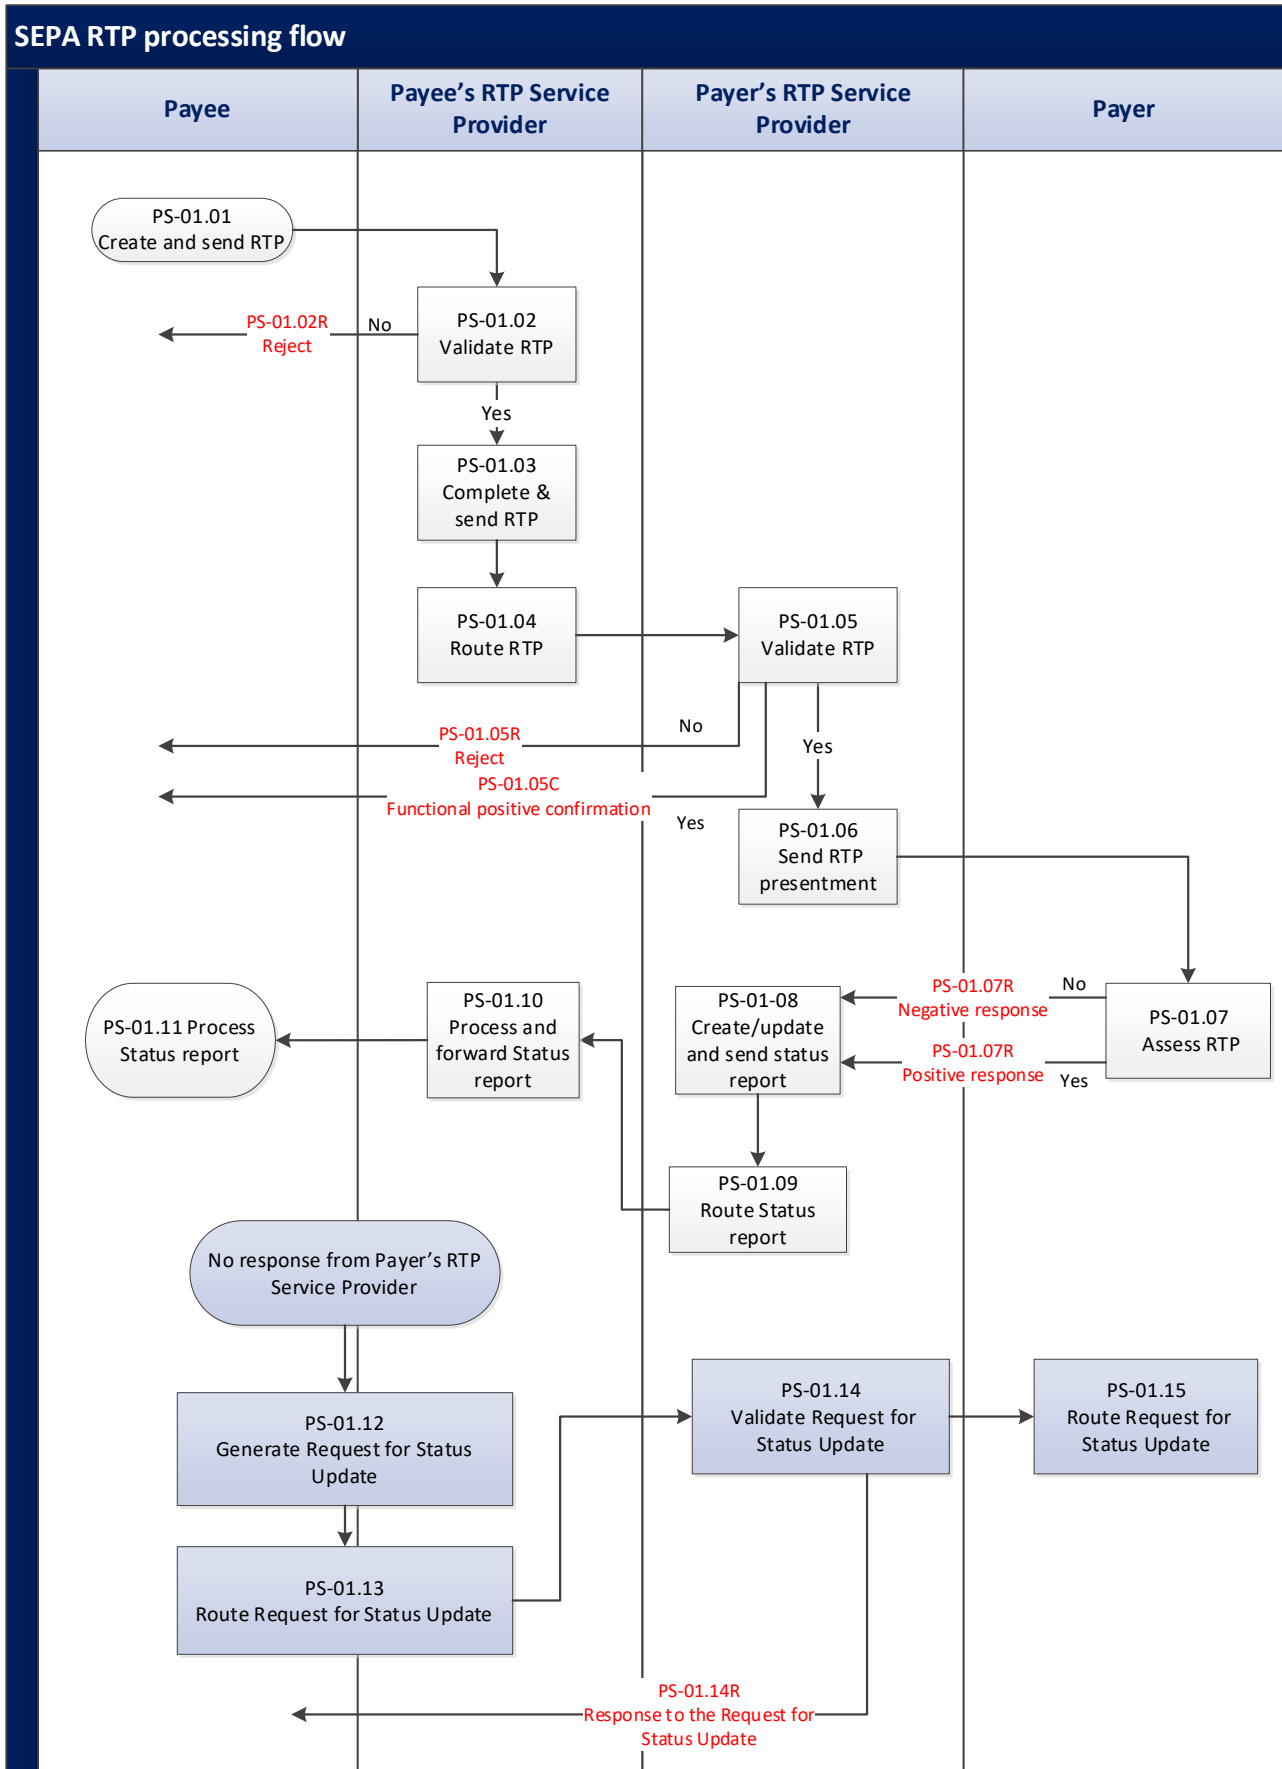 SEPA RTP processing flow
Payee
Payee's RTP Service
Provider
Payer's RTP Service
Provider
Payer
PS-01.01
Create and send RTP
PS-01.02R
Reject
No
PS-01.02
Validate RTP
Yes
PS-01.03
Complete &
send RTP
PS-01.04
Route RTP
PS-01.05
Validate RTP
PS-01.05R
Reject
No
Yes
PS-01.05C
Functional positive confirmation
Yes
PS-01.06
Send RTP
presentment
PS-01.07R
Negative response
No
PS-01.07
Assess RTP
PS-01.07R
Positive response
Yes
PS-01-08
Create/update
and send status
report
PS-01.10
Process and
forward Status
report
PS-01.11 Process
Status report
PS-01.09
Route Status
report
No response from Payer's RTP
Service Provider
PS-01.12
Generate Request for Status
Update
PS-01.14
Validate Request for
Status Update
PS-01.15
Route Request for
Status Update
PS-01.13
Route Request for Status Update
PS-01.14R
Response to the Request for
Status Update